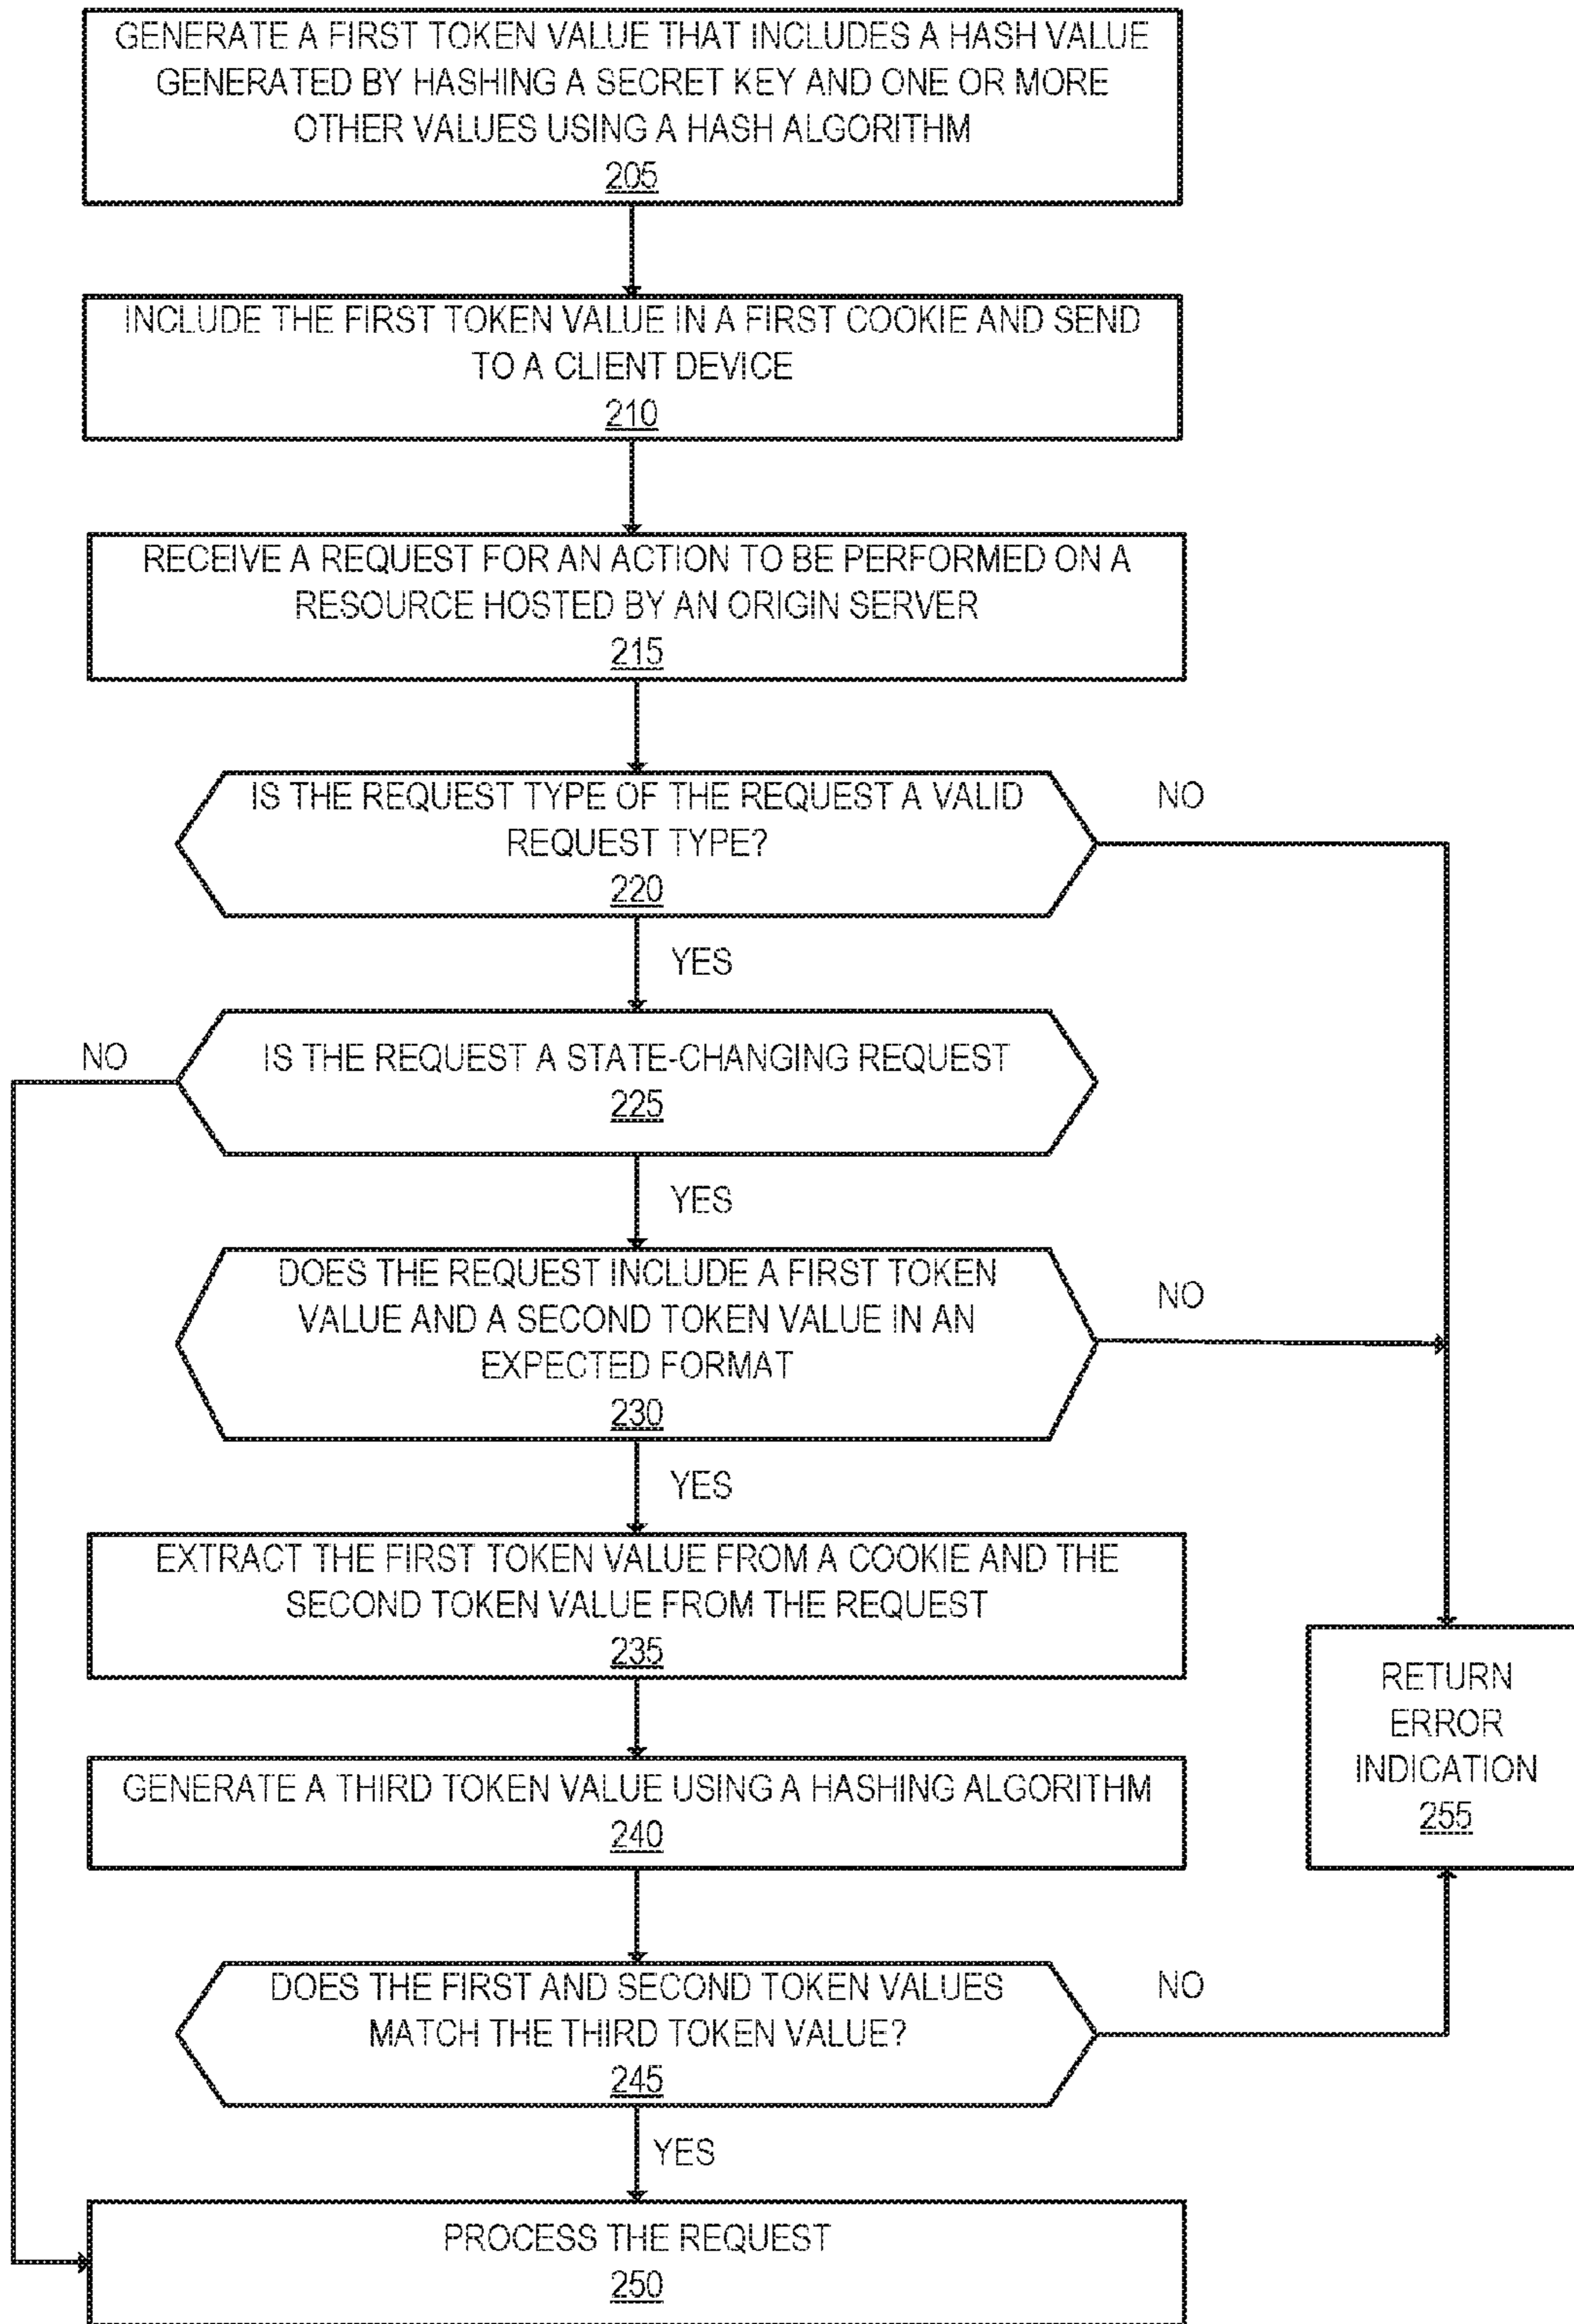 GENERATE A FIRST TOKEN VALUE THAT INCLUDES A HASH VALUE
GENERATED BY HASHING A SECRET KEY AND ONE OR MORE
OTHER VALUES USING A HASH ALGORITHM
205
INCLUDE THE FIRST TOKEN VALUE IN A FIRST COOKIE AND SEND
TO A CLIENT DEVICE
210
RECEIVE A REQUEST FOR AN ACTION TO BE PERFORMED ON A
RESOURCE HOSTED BY AN ORIGIN SERVER
215
IS THE REQUEST TYPE OF THE REQUEST A VALID
REQUEST TYPE?
220
NO
YES
NO
IS THE REQUEST A STATE-CHANGING REQUEST
225
YES
DOES THE REQUEST INCLUDE A FIRST TOKEN
VALUE AND A SECOND TOKEN VALUE IN AN
EXPECTED FORMAT
230
NO
YES
EXTRACT THE FIRST TOKEN VALUE FROM A COOKIE AND THE
SECOND TOKEN VALUE FROM THE REQUEST
235
RETURN
ERROR
INDICATION
255
GENERATE A THIRD TOKEN VALUE USING A HASHING ALGORITHM
240
DOES THE FIRST AND SECOND TOKEN VALUES
MATCH THE THIRD TOKEN VALUE?
245
NO
YES
PROCESS THE REQUEST
250